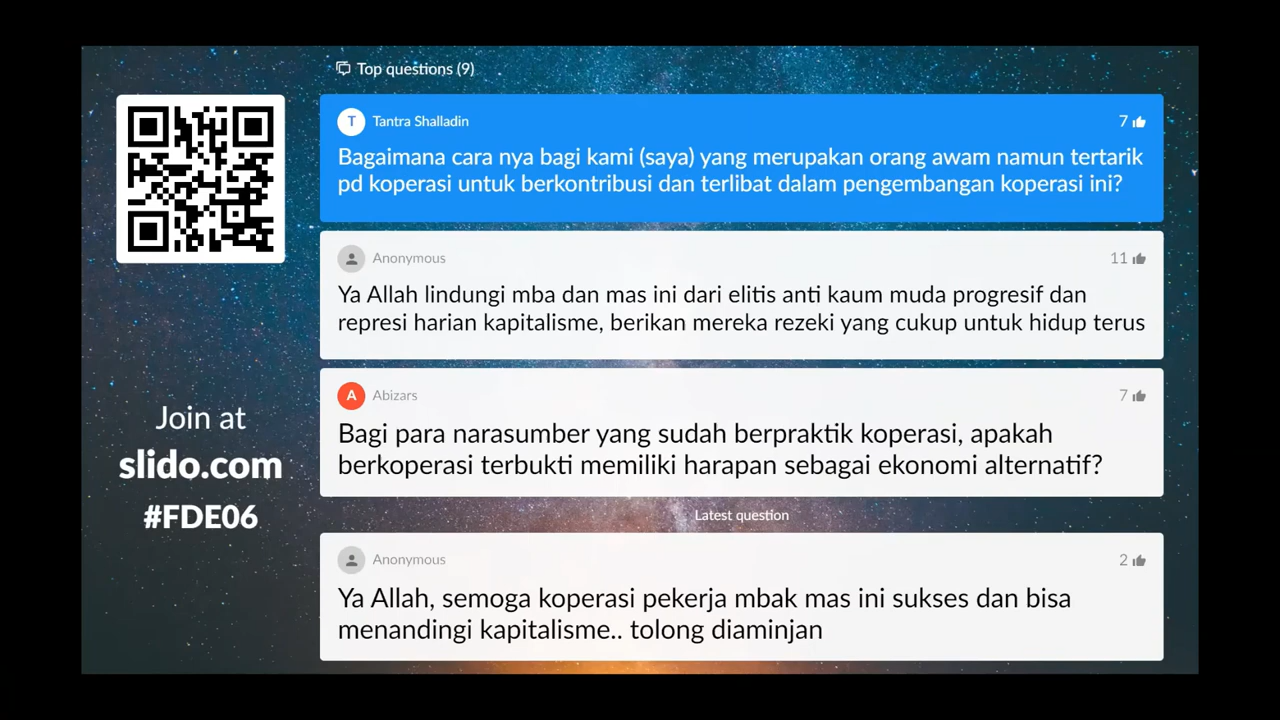 Top questions (9)
T Tantra Shalladin 7
Bagaimana cara nya bagi kami (saya) yang merupakan orang awam namun tertarik
pd koperasi untuk berkontribusi dan terlibat dalam pengembangan koperasi ini?
Anonymous 11
Ya Allah lindungi mba dan mas ini dari elitis anti kaum muda progresif dan
represi harian kapitalisme, berikan mereka rezeki yang cukup untuk hidup terus
A Abizars 7
Bagi para narasumber yang sudah berpraktik koperasi, apakah
berkoperasi terbukti memiliki harapan sebagai ekonomi alternatif?
Latest question
Anonymous 2
Ya Allah, semoga koperasi pekerja mbak mas ini sukses dan bisa
menandingi kapitalisme.. tolong diaminjan
Join at
slido.com
#FDE06